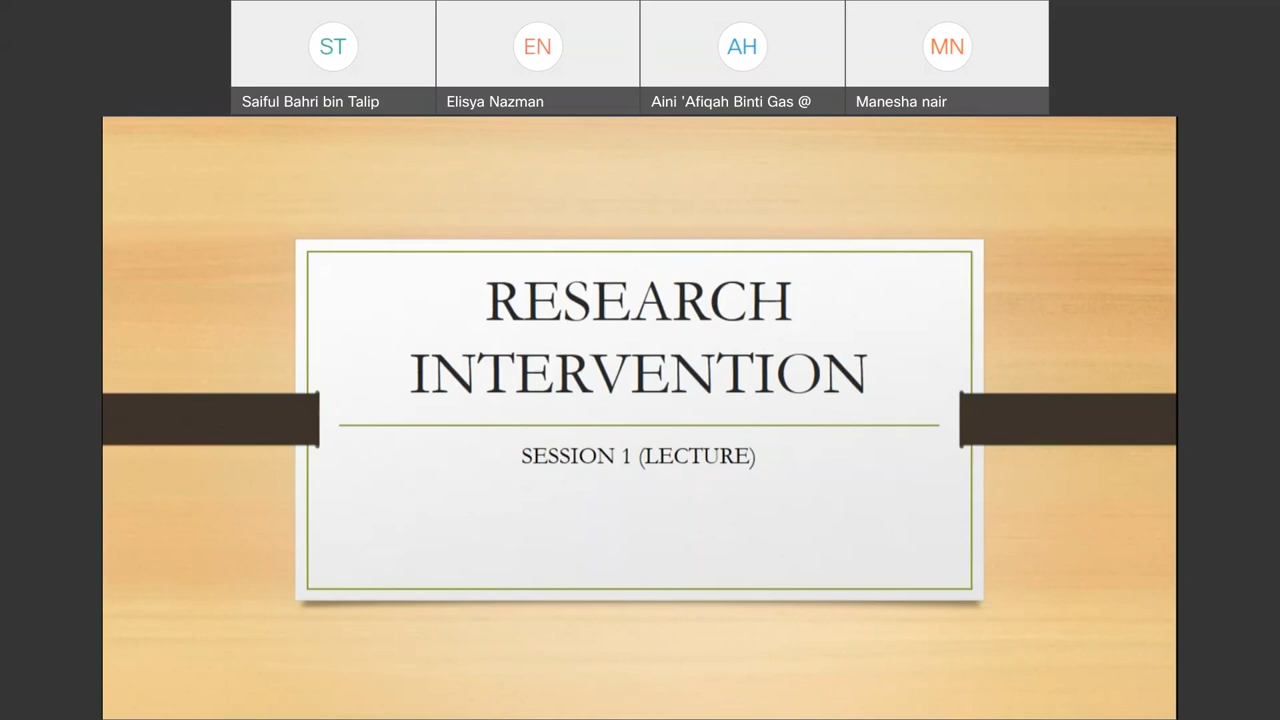 ST
EN
AH
MN
Saiful Bahri bin Talip
Elisya Nazman
Aini 'Afiqah Binti Gas @
Manesha nair
RESEARCH
INTERVENTION
SESSION 1 (LECTURE)